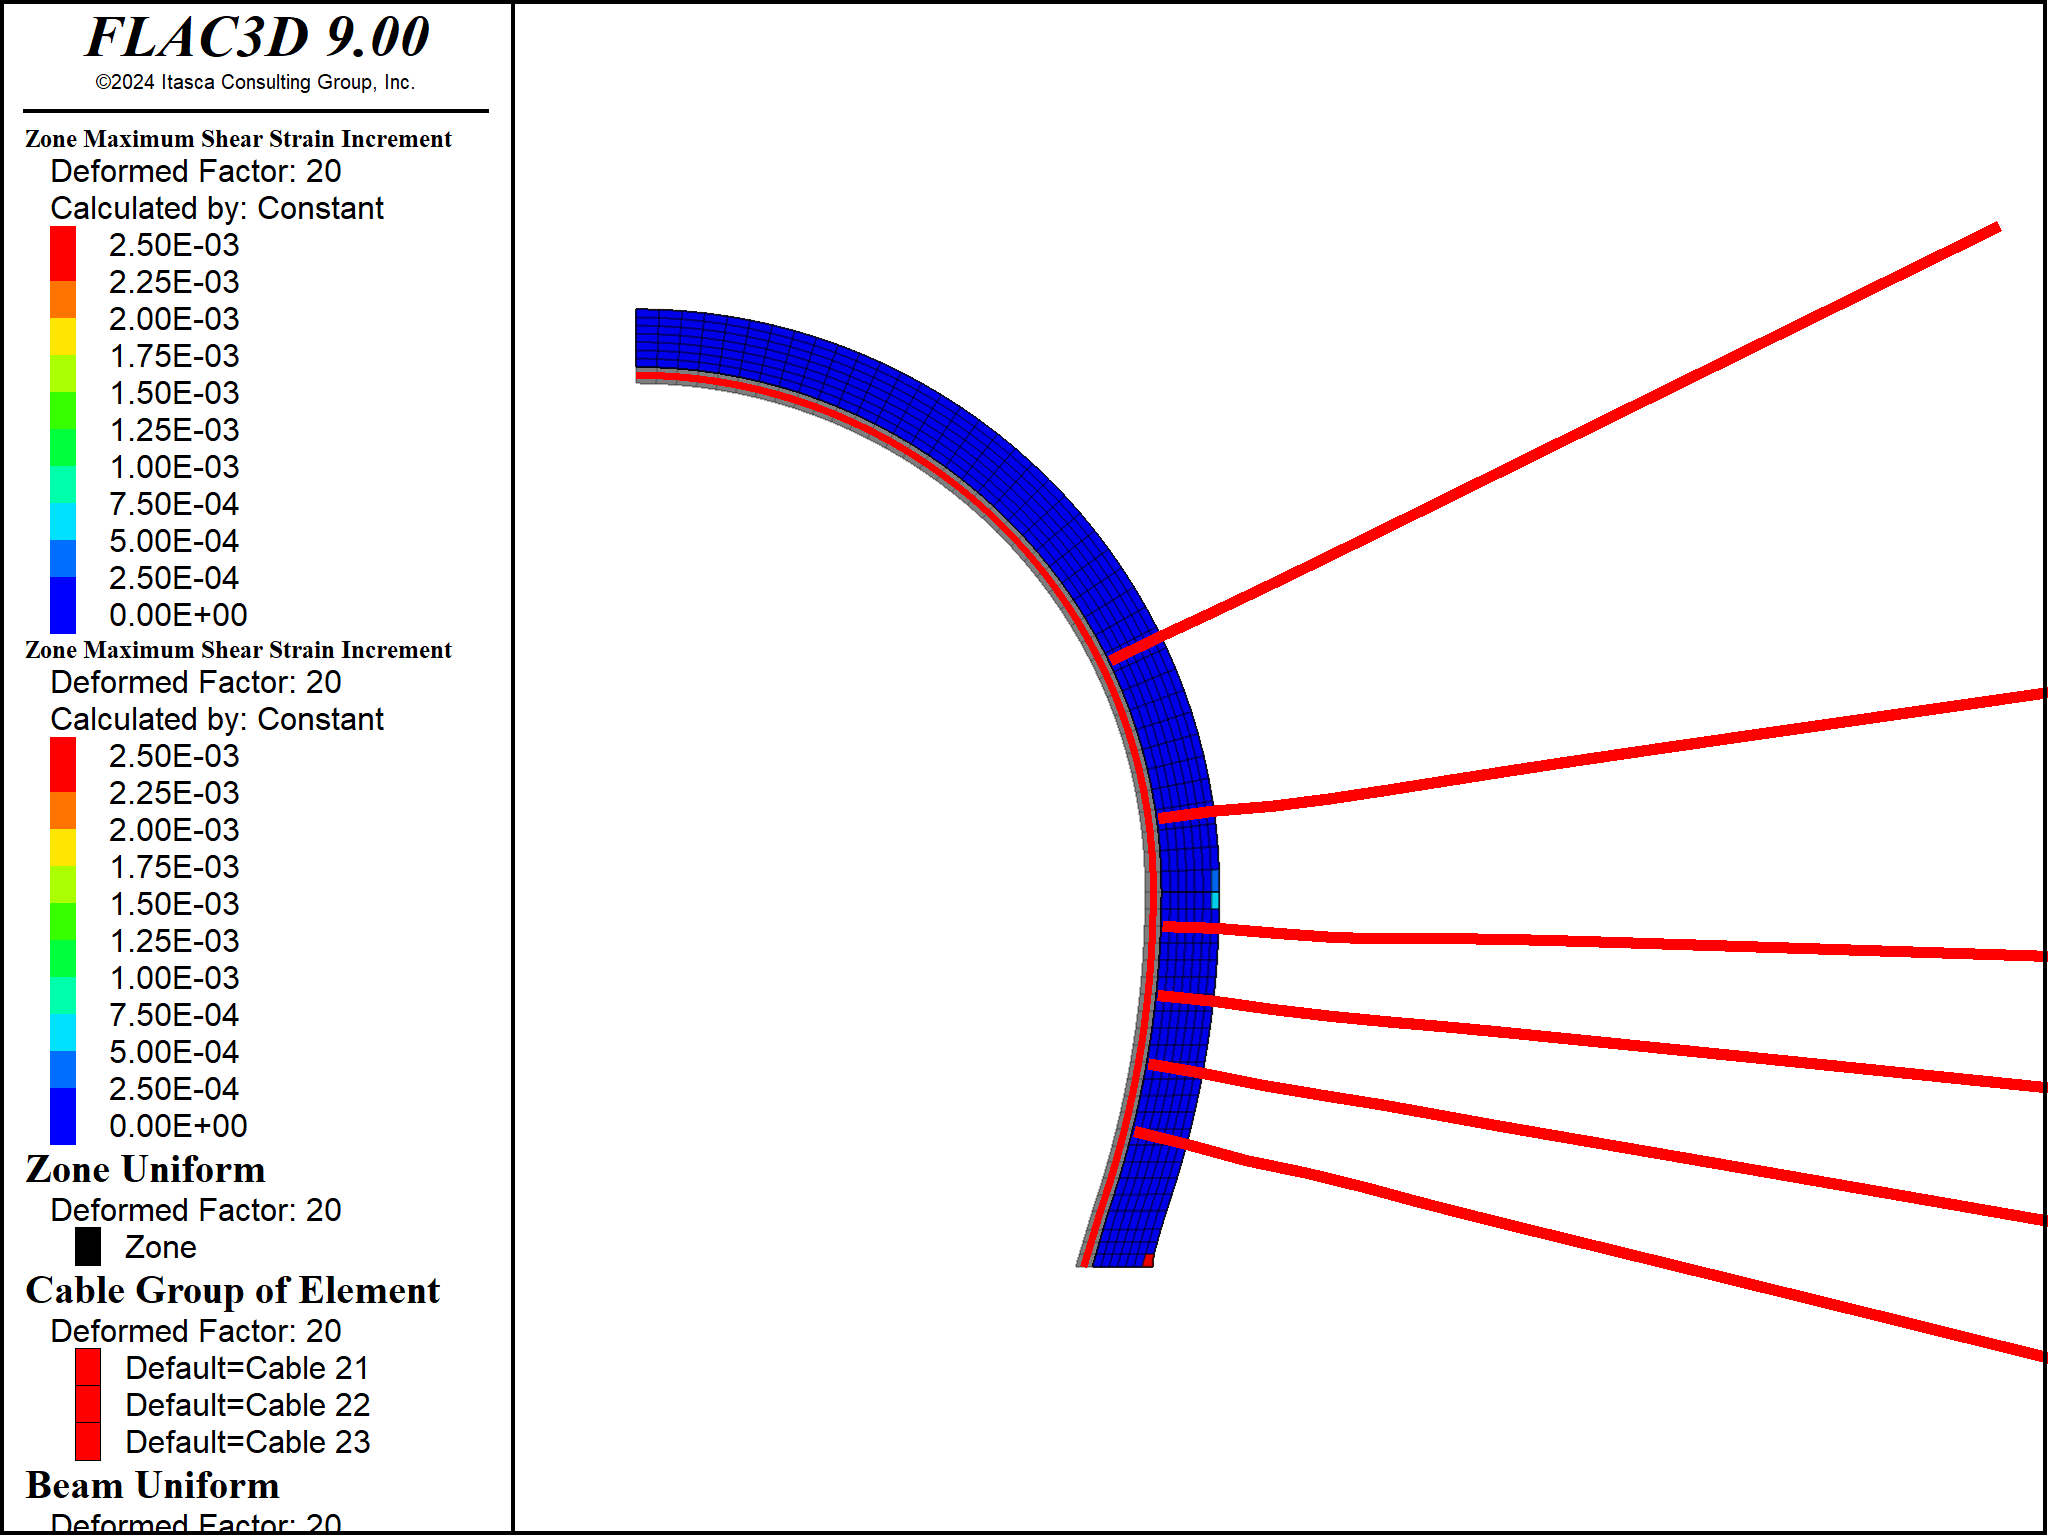 FLAC3D 9.00
©2024 Itasca Consulting Group, Inc.
Zone Maximum Shear Strain Increment
Deformed Factor: 20
Calculated by: Constant
2.50E-03
2.25E-03
2.00E-03
1.75E-03
1.50E-03
1.25E-03
1.00E-03
7.50E-04
5.00E-04
2.50E-04
0.00E+00
Zone Maximum Shear Strain Increment
Deformed Factor: 20
Calculated by: Constant
2.50E-03
2.25E-03
2.00E-03
1.75E-03
1.50E-03
1.25E-03
1.00E-03
7.50E-04
5.00E-04
2.50E-04
0.00E+00
Zone Uniform
Deformed Factor: 20
Zone
Cable Group of Element
Deformed Factor: 20
Default=Cable 21
Default=Cable 22
Default=Cable 23
Beam Uniform
Deformed Factor: 20